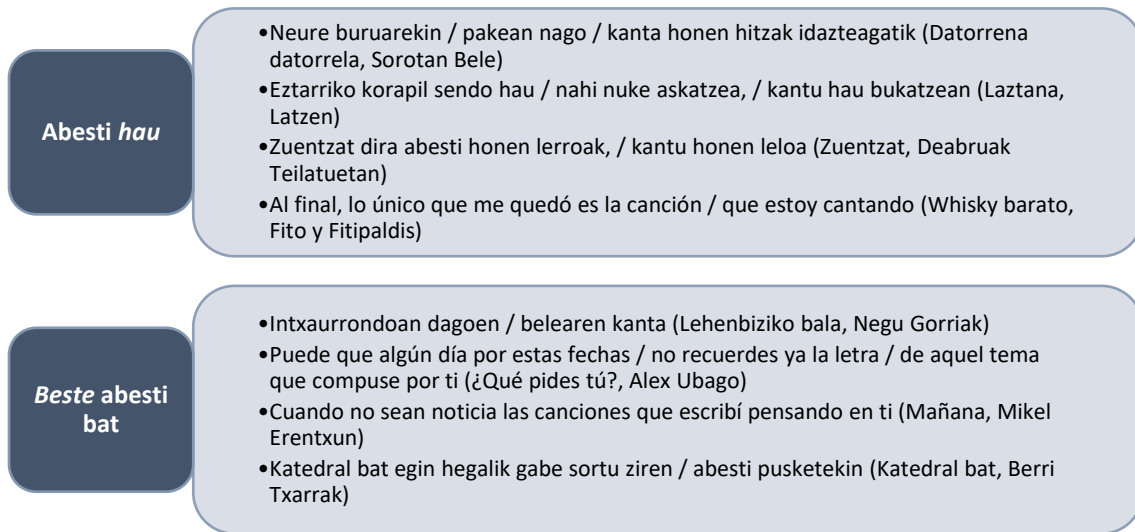 Abesti hau
•Neure buruarekin / pakean nago / kanta honen hitzak idazteagatik (Datorrena
datorrela, Sorotan Bele)
•Eztarriko korapil sendo hau / nahi nuke askatzea, / kantu hau bukatzean (Laztana,
Latzen)
•Zuentzat dira abesti honen lerroak, / kantu honen leloa (Zuentzat, Deabruak
Teilatuetan)
•Al final, lo único que me quedó es la canción / que estoy cantando (Whisky barato,
Fito y Fitipaldis)
Beste abesti
bat
•Intxaurrondoan dagoen / belearen kanta (Lehenbiziko bala, Negu Gorriak)
•Puede que algún día por estas fechas / no recuerdes ya la letra / de aquel tema
que compuse por ti (¿Qué pides tú?, Alex Ubago)
•Cuando no sean noticia las canciones que escribí pensando en ti (Mañana, Mikel
Erentxun)
•Katedral bat egin hegalik gabe sortu ziren / abesti pusketekin (Katedral bat, Berri
Txarrak)